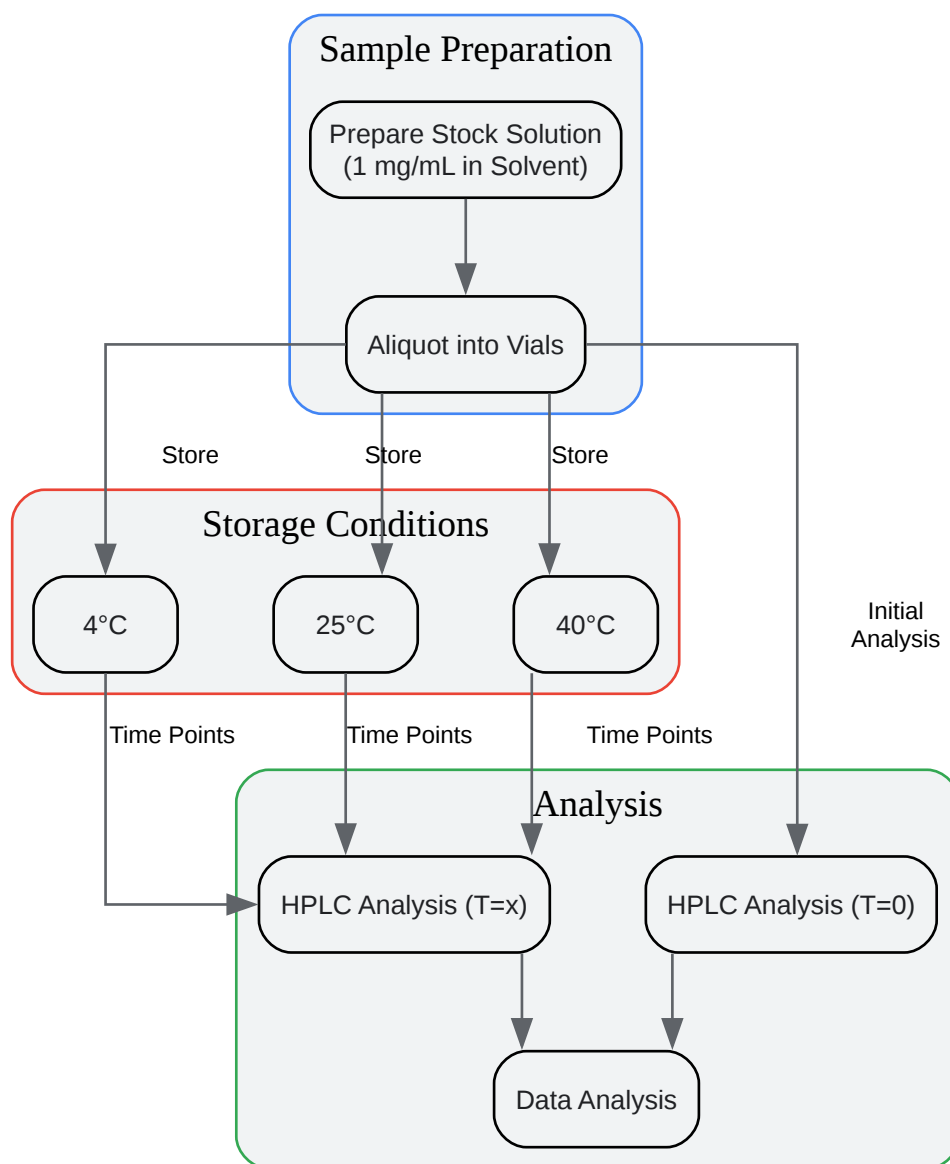 Sample Preparation
Prepare Stock Solution
(1 mg/mL in Solvent)
Aliquot into Vials
Store
Store
Store
Storage Conditions
4°C
25°C
40°C
Initial
Analysis
Time Points
Time Points
Time Points
Analysis
HPLC Analysis (T=x)
HPLC Analysis (T=0)
Data Analysis